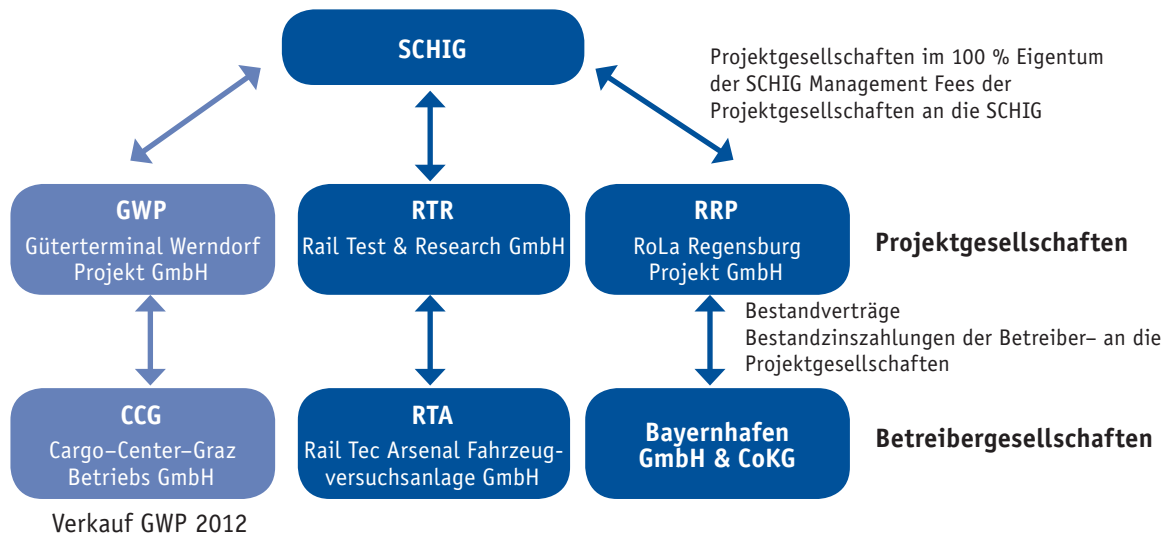 SCHIG
Projektgesellschaften im 100 % Eigentum
der SCHIG Management Fees der
Projektgesellschaften an die SCHIG
GWP
Güterterminal Werndorf
Projekt GmbH
RTR
Rail Test & Research GmbH
RRP
RoLa Regensburg
Projekt GmbH
Projektgesellschaften
Bestandverträge
Bestandzinszahlungen der Betreiber– an die
Projektgesellschaften
CCG
Cargo–Center–Graz
Betriebs GmbH
RTA
Rail Tec Arsenal Fahrzeug-
versuchsanlage GmbH
Bayernhafen
GmbH & CoKG
Betreibergesellschaften
Verkauf GWP 2012